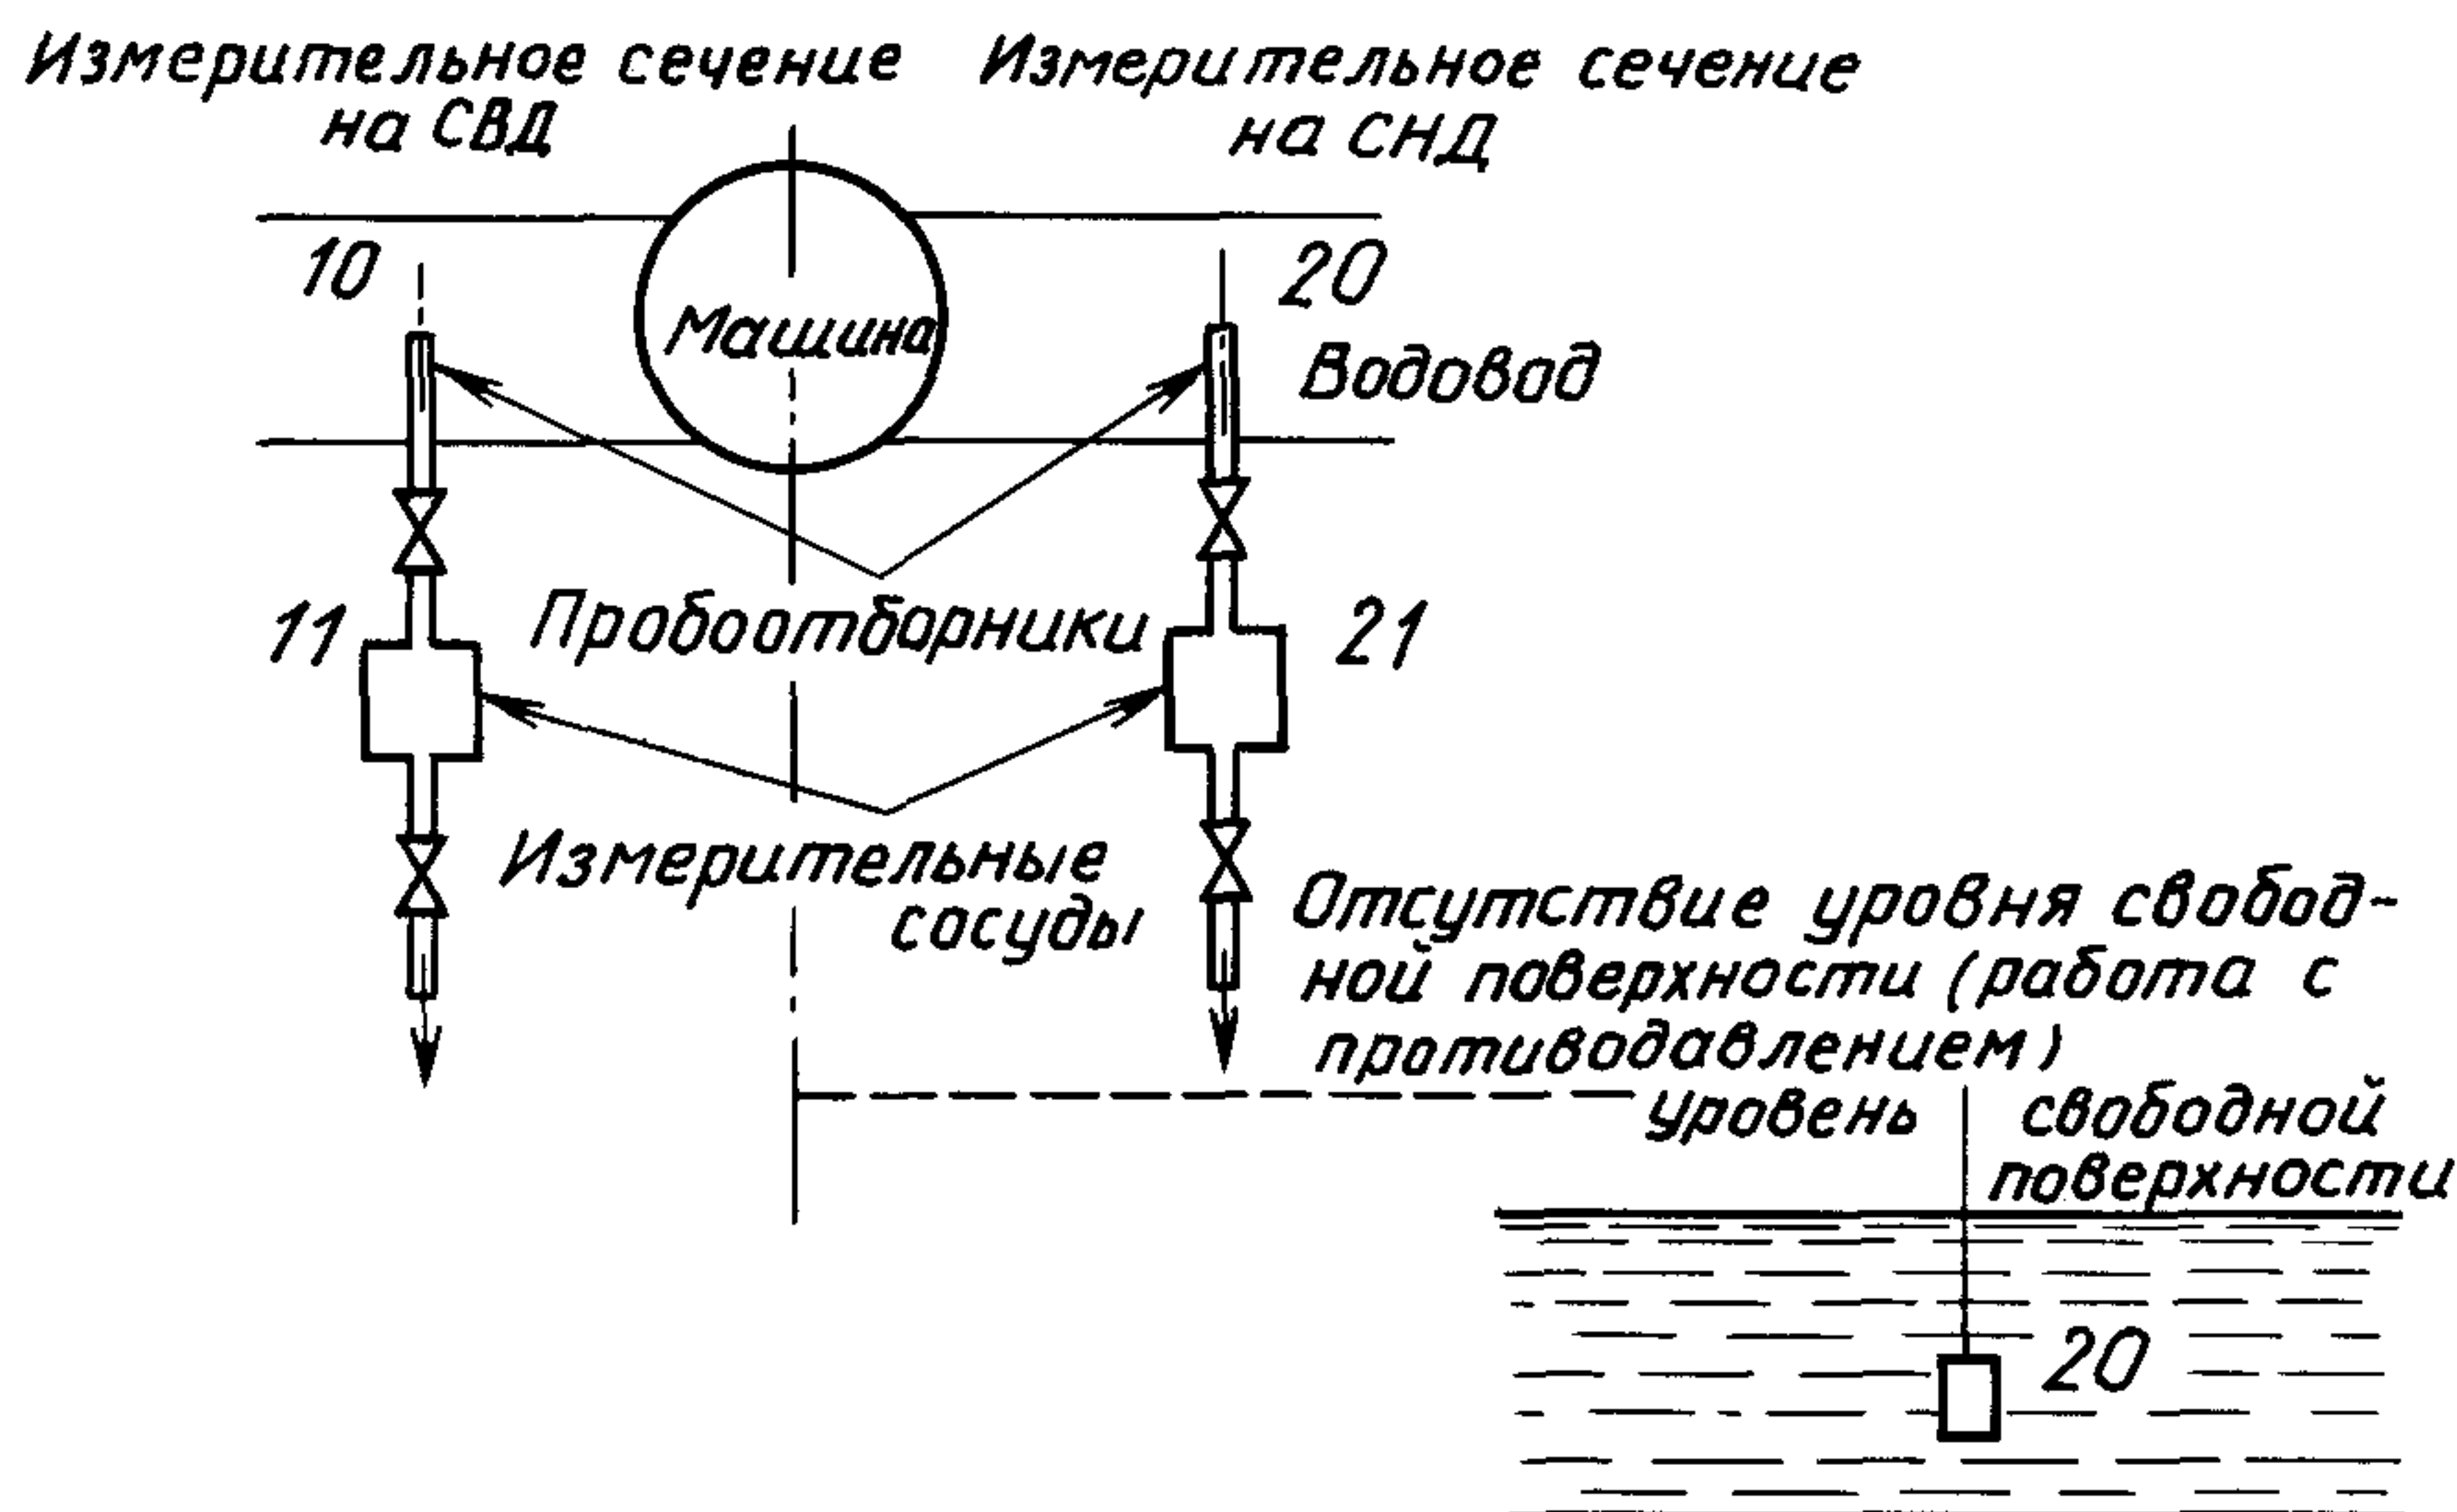 Измерительное сечение
на СВД
Измерительное сечение
на СНД
10
20
Машина
Водовод
11
Пробоотборники
21
Измерительные
сосуды
Отсутствие уровня свобод-
ной поверхности (работа с
противодавлением)
уровень свободной
поверхности
20